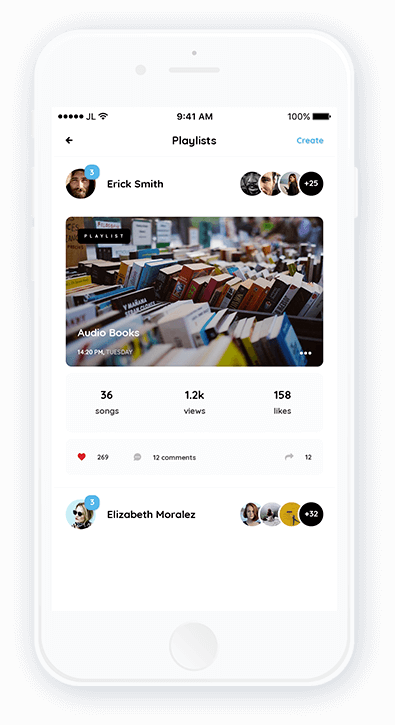 JL 9:41 AM 100%
Playlists Create
3
Erick Smith +25
PLAYLIST
Audio Books
14:20 PM, TUESDAY
36 1.2k 158
songs views likes
269 12 comments 12
3
Elizabeth Moralez +32